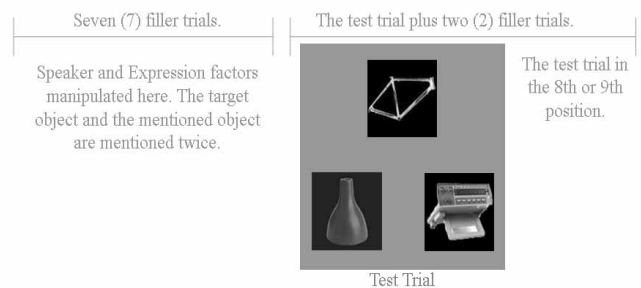 Seven (7) filler trials.
The test trial plus two (2) filler trials.
Speaker and Expression factors
manipulated here. The target
object and the mentioned object
are mentioned twice.
The test trial in
the 8th or 9th
position.
Test Trial